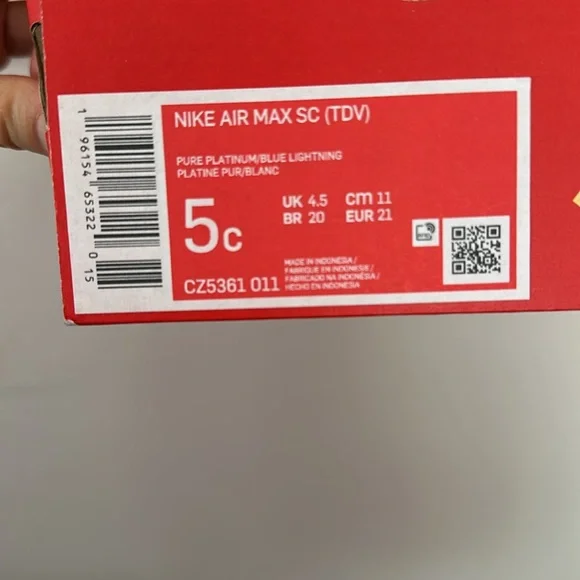 NIKE AIR MAX SC (TDV)
PURE PLATINUM/BLUE LIGHTNING
PLATINE PUR/BLANC
5C
UK 4.5 CM 11
BR 20 EUR 21
MADE IN INDONESIA /
FABRIQUE EN INDONESIE /
FABRICADO NA INDONÉSIA /
HECHO EN INDONESIA
CZ5361 011
1 96154 65322 0 15